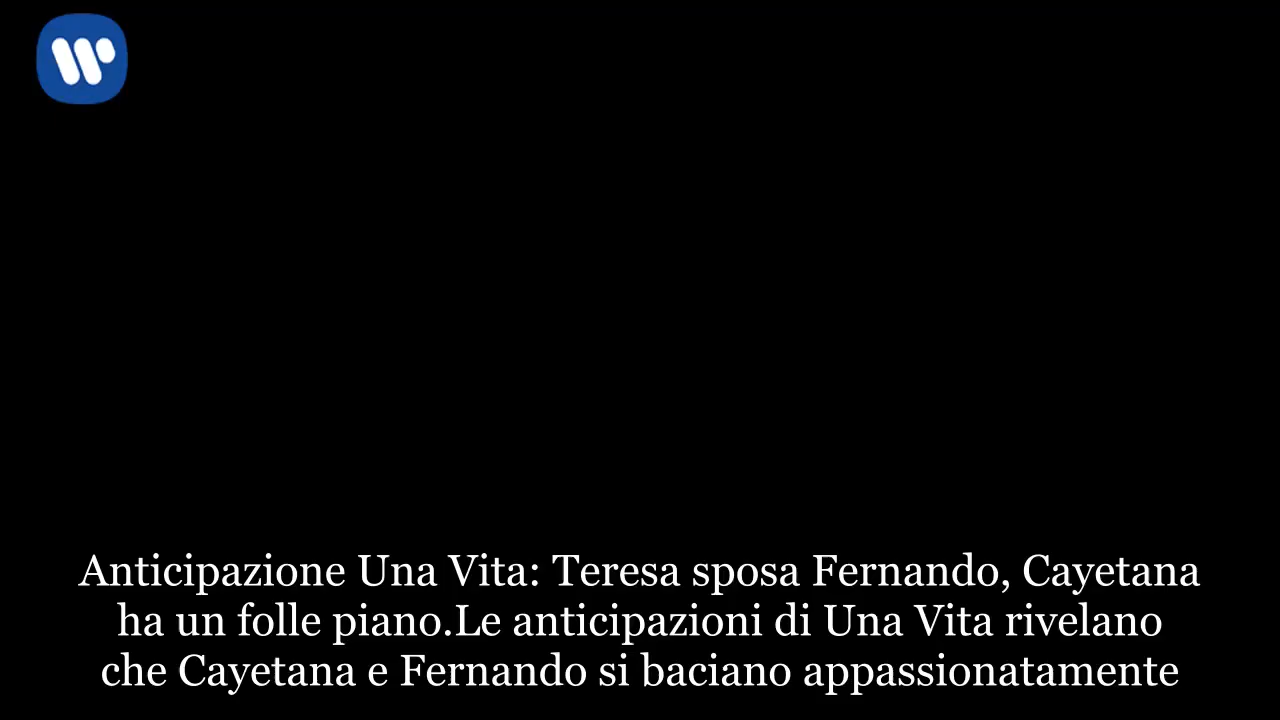 Anticipazione Una Vita: Teresa sposa Fernando, Cayetana
ha un folle piano.Le anticipazioni di Una Vita rivelano
che Cayetana e Fernando si baciano appassionatamente